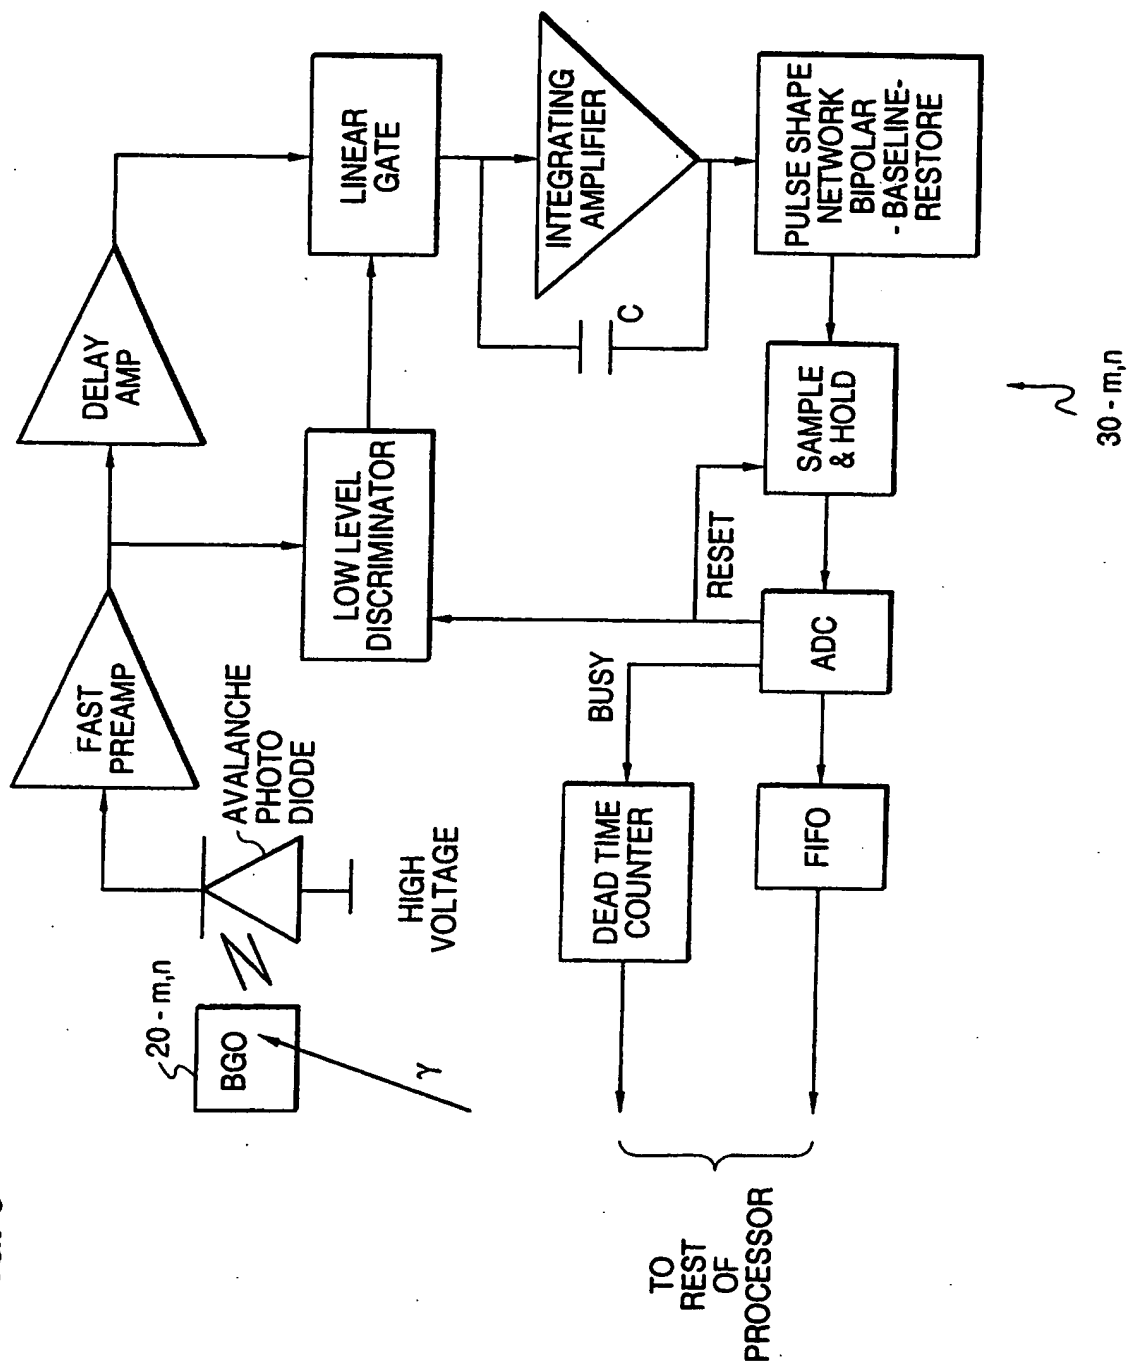 FAST
PREAMP
DELAY
AMP
LINEAR
GATE
LOW LEVEL
DISCRIMINATOR
INTEGRATING
AMPLIFIER
C
PULSE SHAPE
NETWORK
BIPOLAR
- BASELINE-
RESTORE
SAMPLE
& HOLD
RESET
ADC
BUSY
DEAD TIME
COUNTER
FIFO
AVALANCHE
PHOTO
DIODE
HIGH
VOLTAGE
20 - m,n
BGO
γ
TO
REST
OF
PROCESSOR
30 - m,n